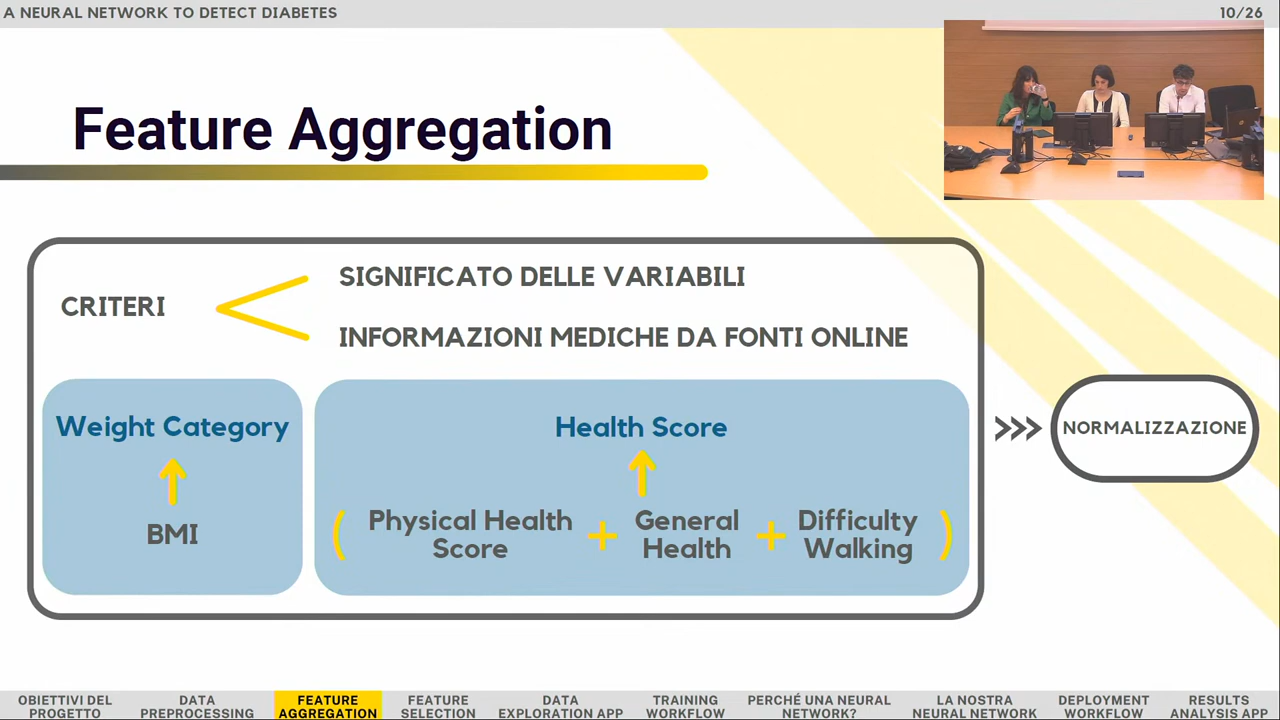 A NEURAL NETWORK TO DETECT DIABETES
10/26
Feature Aggregation
CRITERI
SIGNIFICATO DELLE VARIABILI
INFORMAZIONI MEDICHE DA FONTI ONLINE
Weight Category
BMI
Health Score
( Physical Health Score + General Health + Difficulty Walking )
>>>
NORMALIZZAZIONE
OBIETTIVI DEL PROGETTO
DATA PREPROCESSING
FEATURE AGGREGATION
FEATURE SELECTION
DATA EXPLORATION APP
TRAINING WORKFLOW
PERCHÉ UNA NEURAL NETWORK?
LA NOSTRA NEURAL NETWORK
DEPLOYMENT WORKFLOW
RESULTS ANALYSIS APP